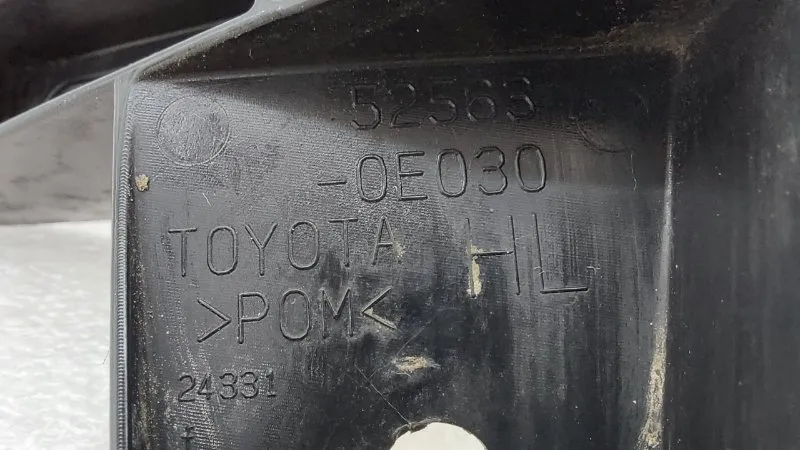 52563
-0E030
TOYOTA HL
>POM<
24331